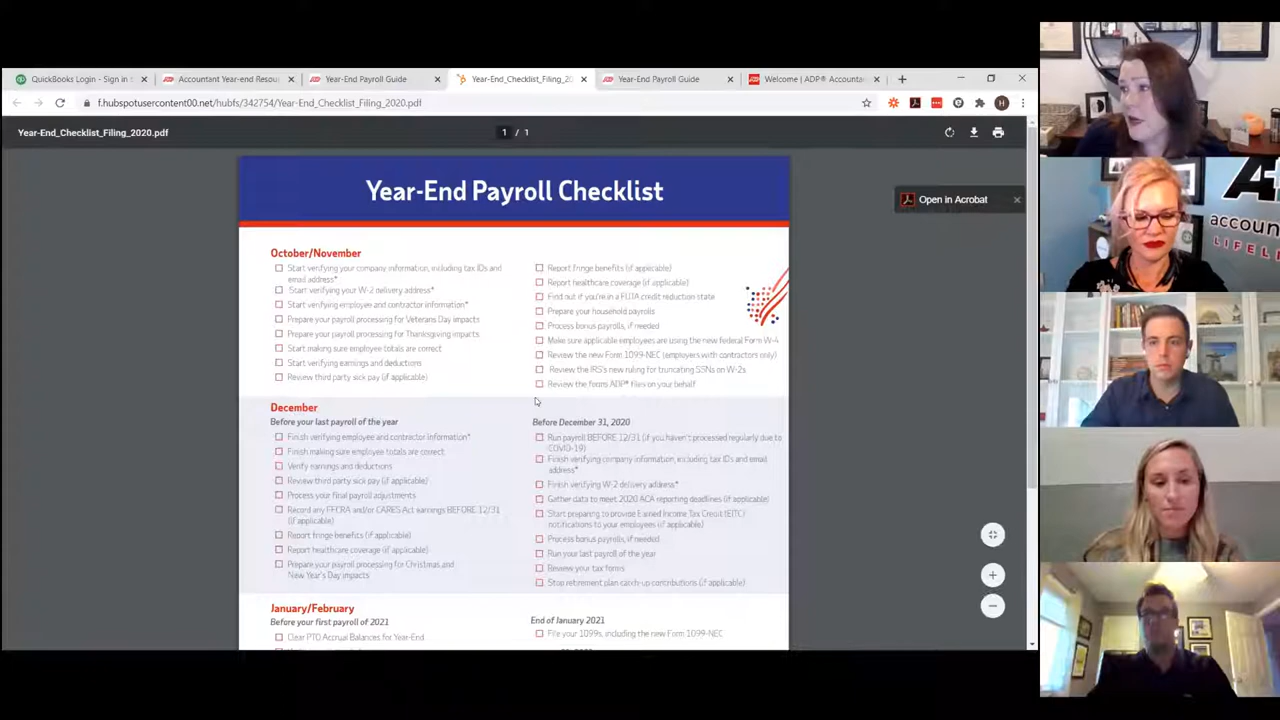 QuickBooks Login - Sign in t
Accountant Year-end Resou
Year-End Payroll Guide
Year-End_Checklist_Filing_20
Year-End Payroll Guide
Welcome | ADP® Accounta
f.hubspotusercontent00.net/hubfs/342754/Year-End_Checklist_Filing_2020.pdf
H
Year-End_Checklist_Filing_2020.pdf
1 / 1
Open in Acrobat
Year-End Payroll Checklist
October/November
Start verifying your company information, including tax IDs and
email address*
Start verifying your W-2 delivery address*
Start verifying employee and contractor information*
Prepare your payroll processing for Veterans Day impacts
Prepare your payroll processing for Thanksgiving impacts
Start making sure employee totals are correct
Start verifying earnings and deductions
Review third party sick pay (if applicable)
Report fringe benefits (if applicable)
Report healthcare coverage (if applicable)
Find out if you're in a FUTA credit reduction state
Prepare your household payrolls
Process bonus payrolls, if needed
Make sure applicable employees are using the new federal Form W-4
Review the new Form 1099-NEC (employers with contractors only)
Review the IRS's new ruling for truncating SSNs on W-2s
Review the forms ADP® files on your behalf
December
Before your last payroll of the year
Finish verifying employee and contractor information*
Finish making sure employee totals are correct
Verify earnings and deductions
Review third party sick pay (if applicable)
Process your final payroll adjustments
Record any FFCRA and/or CARES Act earnings BEFORE 12/31
(if applicable)
Report fringe benefits (if applicable)
Report healthcare coverage (if applicable)
Prepare your payroll processing for Christmas and
New Year's Day impacts
Before December 31, 2020
Run payroll BEFORE 12/31 (if you haven't processed regularly due to
COVID-19)
Finish verifying company information, including tax IDs and email
address*
Finish verifying W-2 delivery address*
Gather data to meet 2020 ACA reporting deadlines (if applicable)
Start preparing to provide Earned Income Tax Credit (EITC)
notifications to your employees (if applicable)
Process bonus payrolls, if needed
Run your last payroll of the year
Review your tax forms
Stop retirement plan catch-up contributions (if applicable)
January/February
Before your first payroll of 2021
Clear PTO Accrual Balances for Year-End
End of January 2021
File your 1099s, including the new Form 1099-NEC
accoun
LIFELI